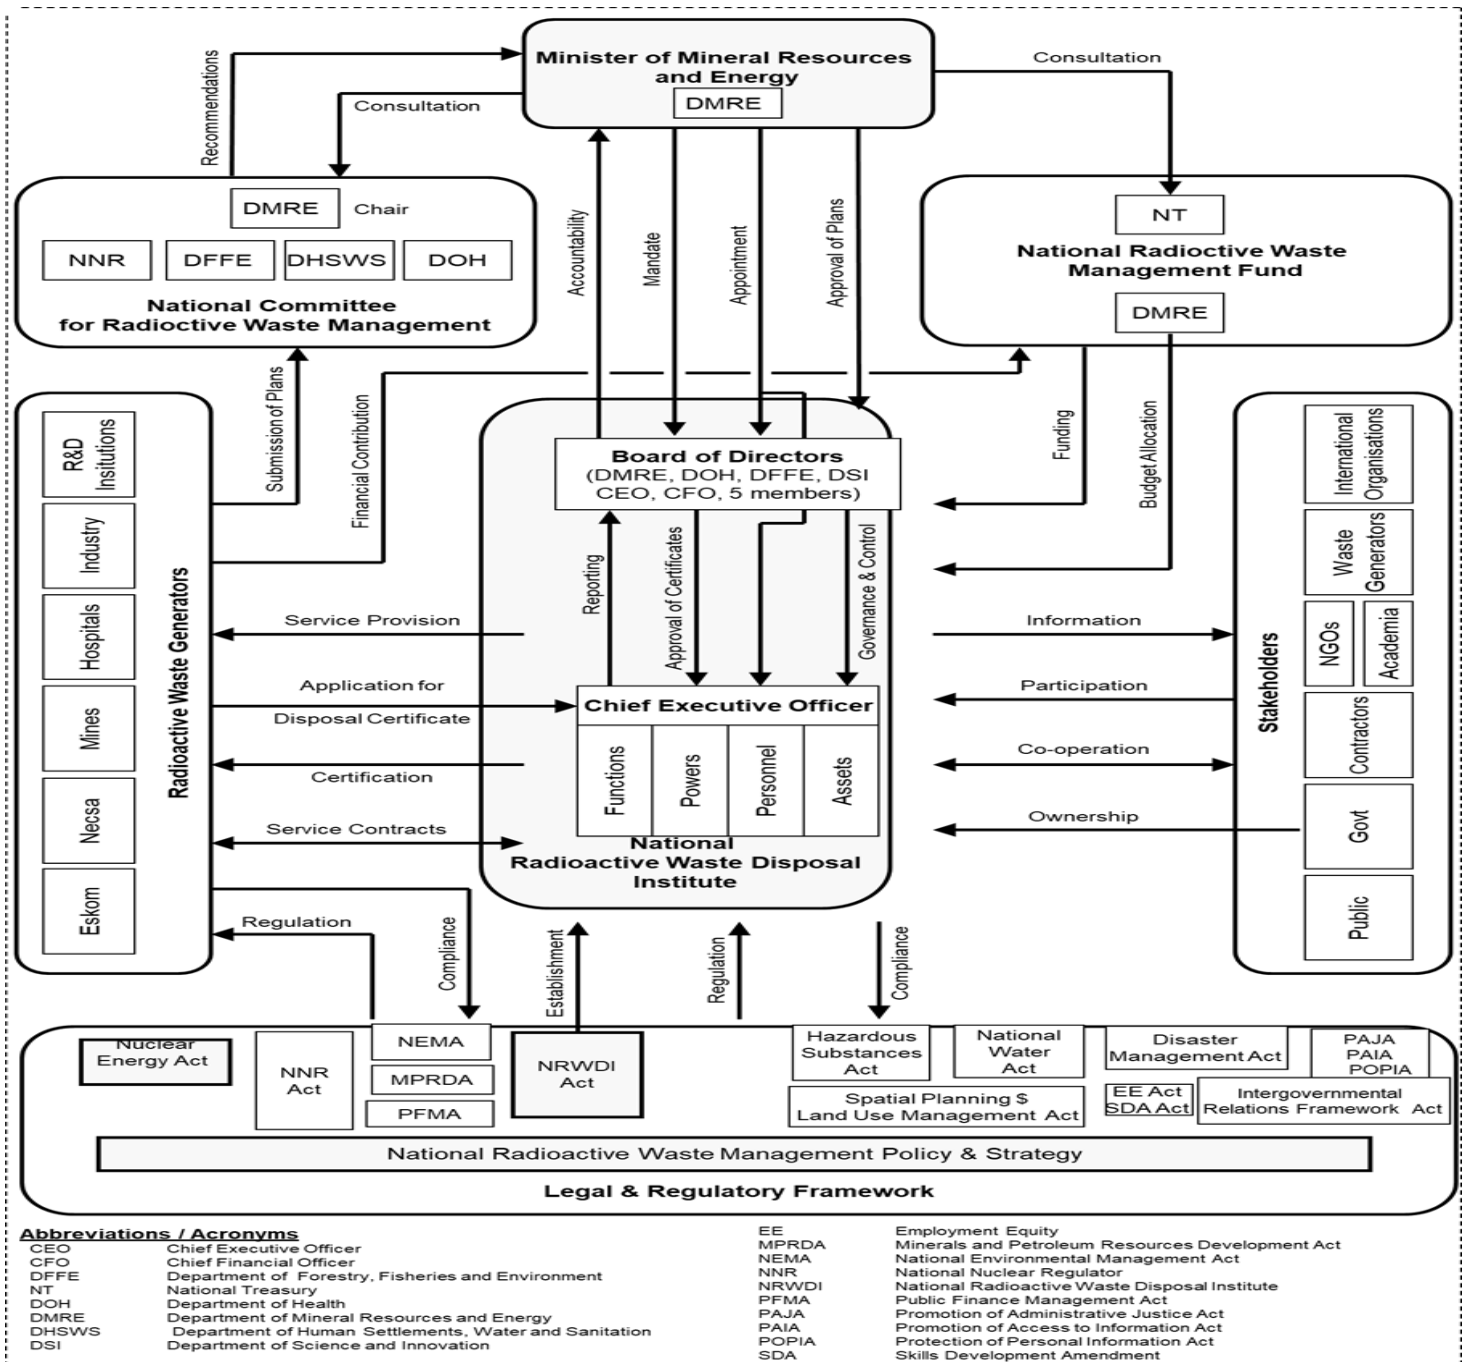 Minister of Mineral Resources
and Energy
DMRE
Recommendations
Consultation
Consultation
DMRE
Chair
NNR
DFFE
DHSWS
DOH
National Committee
for Radioctive Waste Management
Accountability
Mandate
Appointment
Approval of Plans
NT
National Radioctive Waste
Management Fund
DMRE
Submission of Plans
Financial Contribution
Funding
Budget Allocation
R&D
Insitutions
Industry
Hospitals
Mines
Necsa
Eskom
Radioactive Waste Generators
Board of Directors
(DMRE, DOH, DFFE, DSI
CEO, CFO, 5 members)
Reporting
Approval of Certificates
Governance & Control
Chief Executive Officer
Functions
Powers
Personnel
Assets
National
Radioactive Waste Disposal
Institute
Service Provision
Application for
Disposal Certificate
Certification
Service Contracts
Regulation
Compliance
Information
Participation
Co-operation
Ownership
Stakeholders
International
Organisations
Waste
Generators
NGOs
Academia
Contractors
Govt
Public
Establishment
Regulation
Compliance
Nuclear
Energy Act
NNR
Act
NEMA
MPRDA
PFMA
NRWDI
Act
Hazardous
Substances
Act
National
Water
Act
Disaster
Management Act
PAJA
PAIA
POPIA
Spatial Planning $
Land Use Management Act
EE Act
SDA Act
Intergovernmental
Relations Framework Act
National Radioactive Waste Management Policy & Strategy
Legal & Regulatory Framework
Abbreviations / Acronyms
CEO Chief Executive Officer
CFO Chief Financial Officer
DFFE Department of Forestry, Fisheries and Environment
NT National Treasury
DOH Department of Health
DMRE Department of Mineral Resources and Energy
DHSWS Department of Human Settlements, Water and Sanitation
DSI Department of Science and Innovation
EE Employment Equity
MPRDA Minerals and Petroleum Resources Development Act
NEMA National Environmental Management Act
NNR National Nuclear Regulator
NRWDI National Radioactive Waste Disposal Institute
PFMA Public Finance Management Act
PAJA Promotion of Administrative Justice Act
PAIA Promotion of Access to Information Act
POPIA Protection of Personal Information Act
SDA Skills Development Amendment